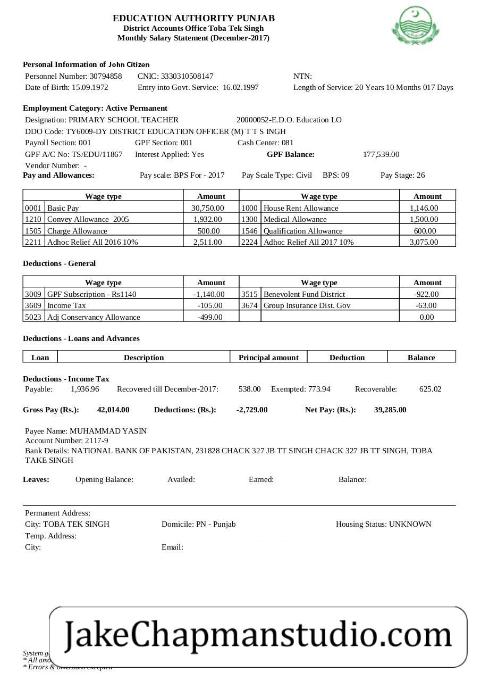 EDUCATION AUTHORITY PUNJAB
District Accounts Office Toba Tek Singh
Monthly Salary Statement (December-2017)
Personal Information of John Citizen
Personnel Number: 30794858 CNIC: 3330310508147 NTN:
Date of Birth: 15.09.1972 Entry into Govt. Service: 16.02.1997 Length of Service: 20 Years 10 Months 017 Days
Employment Category: Active Permanent
Designation: PRIMARY SCHOOL TEACHER 20000052-E.D.O. Education LO
DDO Code: TY6009-DY DISTRICT EDUCATION OFFICER (M) T T S INGH
Payroll Section: 001 GPF Section: 001 Cash Center: 081
GPF A/C No: TS/EDU/11867 Interest Applied: Yes GPF Balance: 177,539.00
Vendor Number: -
Pay and Allowances: Pay scale: BPS For - 2017 Pay Scale Type: Civil BPS: 09 Pay Stage: 26
Wage type Amount Wage type Amount
0001 Basic Pay 30,750.00 1000 House Rent Allowance 1,146.00
1210 Convey Allowance 2005 1,932.00 1300 Medical Allowance 1,500.00
1505 Charge Allowance 500.00 1546 Qualification Allowance 600.00
2211 Adhoc Relief All 2016 10% 2,511.00 2224 Adhoc Relief All 2017 10% 3,075.00
Deductions - General
Wage type Amount Wage type Amount
3009 GPF Subscription - Rs1140 -1,140.00 3515 Benevolent Fund District -922.00
3609 Income Tax -105.00 3674 Group Insurance Dist. Gov -63.00
5023 Adj Conservancy Allowance -499.00 0.00
Deductions - Loans and Advances
Loan Description Principal amount Deduction Balance
Deductions - Income Tax
Payable: 1,936.96 Recovered till December-2017: 538.00 Exempted: 773.94 Recoverable: 625.02
Gross Pay (Rs.): 42,014.00 Deductions: (Rs.): -2,729.00 Net Pay: (Rs.): 39,285.00
Payee Name: MUHAMMAD YASIN
Account Number: 2117-9
Bank Details: NATIONAL BANK OF PAKISTAN, 231828 CHACK 327 JB TT SINGH CHACK 327 JB TT SINGH, TOBA
TAKE SINGH
Leaves: Opening Balance: Availed: Earned: Balance:
Permanent Address:
City: TOBA TEK SINGH Domicile: PN - Punjab Housing Status: UNKNOWN
Temp. Address:
City: Email:
JakeChapmanstudio.com
System
* All
* Errors &